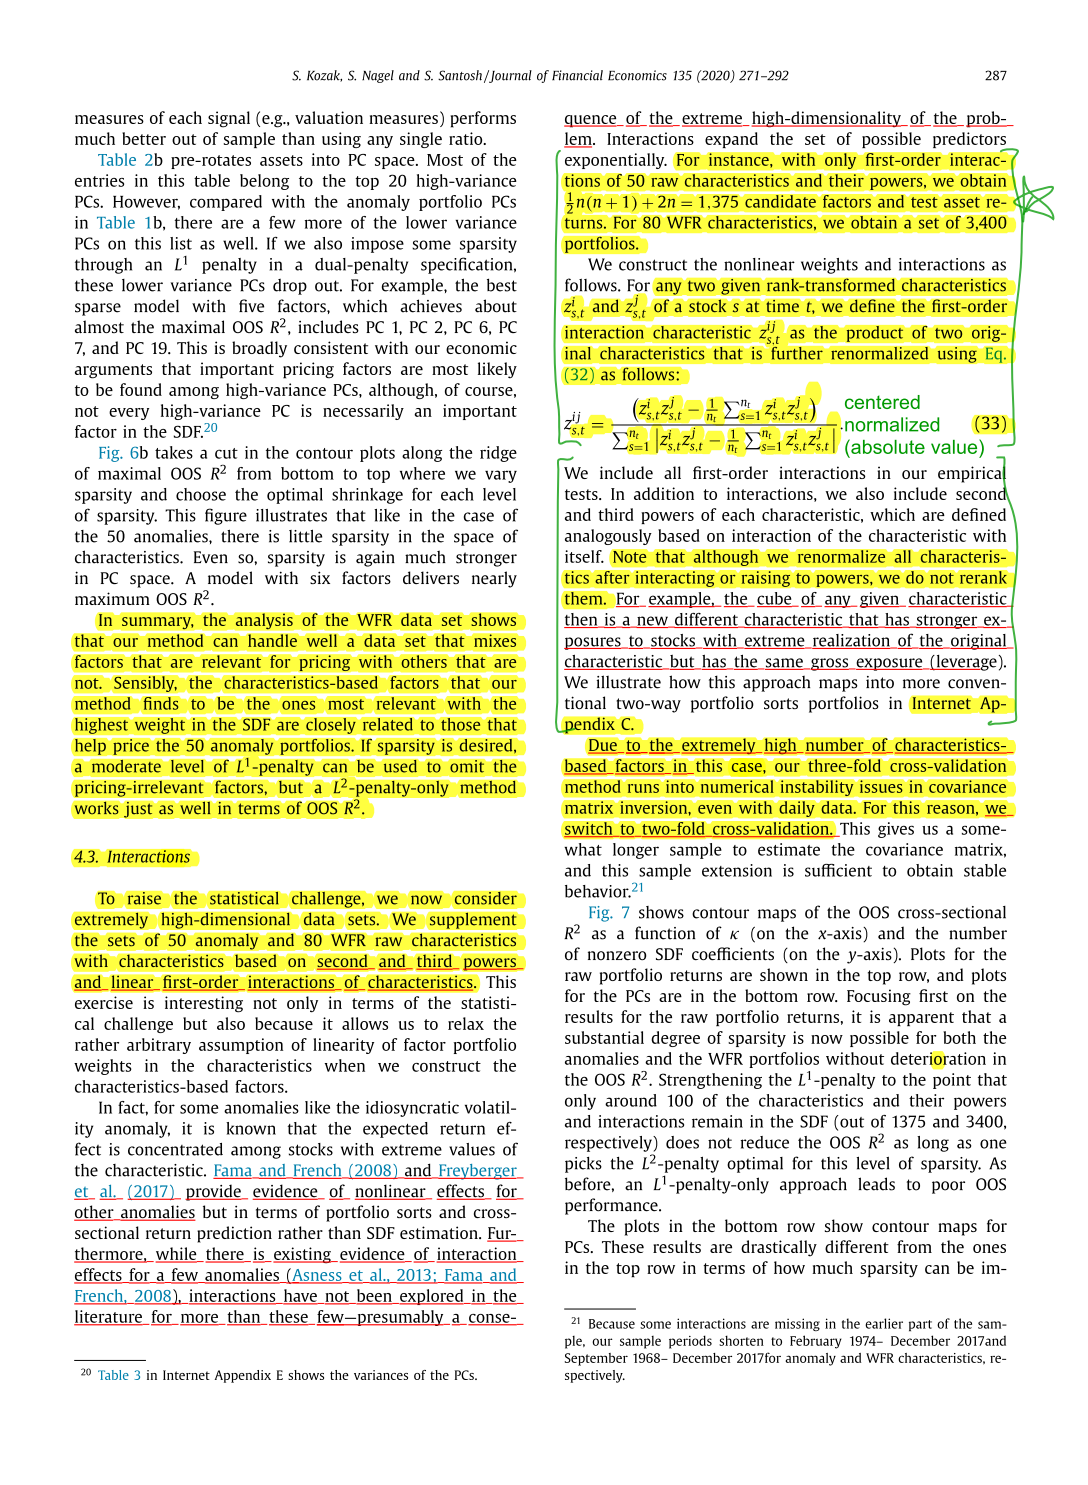 S. Kozak, S. Nagel and S. Santosh / Journal of Financial Economics 135 (2020) 271–292
287
measures of each signal (e.g., valuation measures) performs
much better out of sample than using any single ratio.
Table 2b pre-rotates assets into PC space. Most of the
entries in this table belong to the top 20 high-variance
PCs. However, compared with the anomaly portfolio PCs
in Table 1b, there are a few more of the lower variance
PCs on this list as well. If we also impose some sparsity
through an L¹ penalty in a dual-penalty specification,
these lower variance PCs drop out. For example, the best
sparse model with five factors, which achieves about
almost the maximal OOS R², includes PC 1, PC 2, PC 6, PC
7, and PC 19. This is broadly consistent with our economic
arguments that important pricing factors are most likely
to be found among high-variance PCs, although, of course,
not every high-variance PC is necessarily an important
factor in the SDF.²⁰
Fig. 6b takes a cut in the contour plots along the ridge
of maximal OOS R² from bottom to top where we vary
sparsity and choose the optimal shrinkage for each level
of sparsity. This figure illustrates that like in the case of
the 50 anomalies, there is little sparsity in the space of
characteristics. Even so, sparsity is again much stronger
in PC space. A model with six factors delivers nearly
maximum OOS R².
In summary, the analysis of the WFR data set shows
that our method can handle well a data set that mixes
factors that are relevant for pricing with others that are
not. Sensibly, the characteristics-based factors that our
method finds to be the ones most relevant with the
highest weight in the SDF are closely related to those that
help price the 50 anomaly portfolios. If sparsity is desired,
a moderate level of L¹-penalty can be used to omit the
pricing-irrelevant factors, but a L²-penalty-only method
works just as well in terms of OOS R².
4.3. Interactions
To raise the statistical challenge, we now consider
extremely high-dimensional data sets. We supplement
the sets of 50 anomaly and 80 WFR raw characteristics
with characteristics based on second and third powers
and linear first-order interactions of characteristics. This
exercise is interesting not only in terms of the statisti-
cal challenge but also because it allows us to relax the
rather arbitrary assumption of linearity of factor portfolio
weights in the characteristics when we construct the
characteristics-based factors.
In fact, for some anomalies like the idiosyncratic volatil-
ity anomaly, it is known that the expected return ef-
fect is concentrated among stocks with extreme values of
the characteristic. Fama and French (2008) and Freyberger
et al. (2017) provide evidence of nonlinear effects for
other anomalies but in terms of portfolio sorts and cross-
sectional return prediction rather than SDF estimation. Fur-
thermore, while there is existing evidence of interaction
effects for a few anomalies (Asness et al., 2013; Fama and
French, 2008), interactions have not been explored in the
literature for more than these few—presumably a conse-
²⁰ Table 3 in Internet Appendix E shows the variances of the PCs.
quence of the extreme high-dimensionality of the prob-
lem. Interactions expand the set of possible predictors
exponentially. For instance, with only first-order interac-
tions of 50 raw characteristics and their powers, we obtain
½n(n + 1) + 2n = 1,375 candidate factors and test asset re-
turns. For 80 WFR characteristics, we obtain a set of 3,400
portfolios.
We construct the nonlinear weights and interactions as
follows. For any two given rank-transformed characteristics
z^i_{s,t} and z^j_{s,t} of a stock s at time t, we define the first-order
interaction characteristic z^{ij}_{s,t} as the product of two orig-
inal characteristics that is further renormalized using Eq.
(32) as follows:
z^{ij}_{s,t} = (z^i_{s,t} z^j_{s,t} − 1/n_t ∑_{s=1}^{n_t} z^i_{s,t} z^j_{s,t}) / ∑_{s=1}^{n_t} |z^i_{s,t} z^j_{s,t} − 1/n_t ∑_{s=1}^{n_t} z^i_{s,t} z^j_{s,t}|. (33)
centered
normalized
(absolute value)
We include all first-order interactions in our empirical
tests. In addition to interactions, we also include second
and third powers of each characteristic, which are defined
analogously based on interaction of the characteristic with
itself. Note that although we renormalize all characteris-
tics after interacting or raising to powers, we do not rerank
them. For example, the cube of any given characteristic
then is a new different characteristic that has stronger ex-
posures to stocks with extreme realization of the original
characteristic but has the same gross exposure (leverage).
We illustrate how this approach maps into more conven-
tional two-way portfolio sorts portfolios in Internet Ap-
pendix C.
Due to the extremely high number of characteristics-
based factors in this case, our three-fold cross-validation
method runs into numerical instability issues in covariance
matrix inversion, even with daily data. For this reason, we
switch to two-fold cross-validation. This gives us a some-
what longer sample to estimate the covariance matrix,
and this sample extension is sufficient to obtain stable
behavior.²¹
Fig. 7 shows contour maps of the OOS cross-sectional
R² as a function of κ (on the x-axis) and the number
of nonzero SDF coefficients (on the y-axis). Plots for the
raw portfolio returns are shown in the top row, and plots
for the PCs are in the bottom row. Focusing first on the
results for the raw portfolio returns, it is apparent that a
substantial degree of sparsity is now possible for both the
anomalies and the WFR portfolios without deterioration in
the OOS R². Strengthening the L¹-penalty to the point that
only around 100 of the characteristics and their powers
and interactions remain in the SDF (out of 1375 and 3400,
respectively) does not reduce the OOS R² as long as one
picks the L²-penalty optimal for this level of sparsity. As
before, an L¹-penalty-only approach leads to poor OOS
performance.
The plots in the bottom row show contour maps for
PCs. These results are drastically different from the ones
in the top row in terms of how much sparsity can be im-
²¹ Because some interactions are missing in the earlier part of the sam-
ple, our sample periods shorten to February 1974– December 2017and
September 1968– December 2017for anomaly and WFR characteristics, re-
spectively.